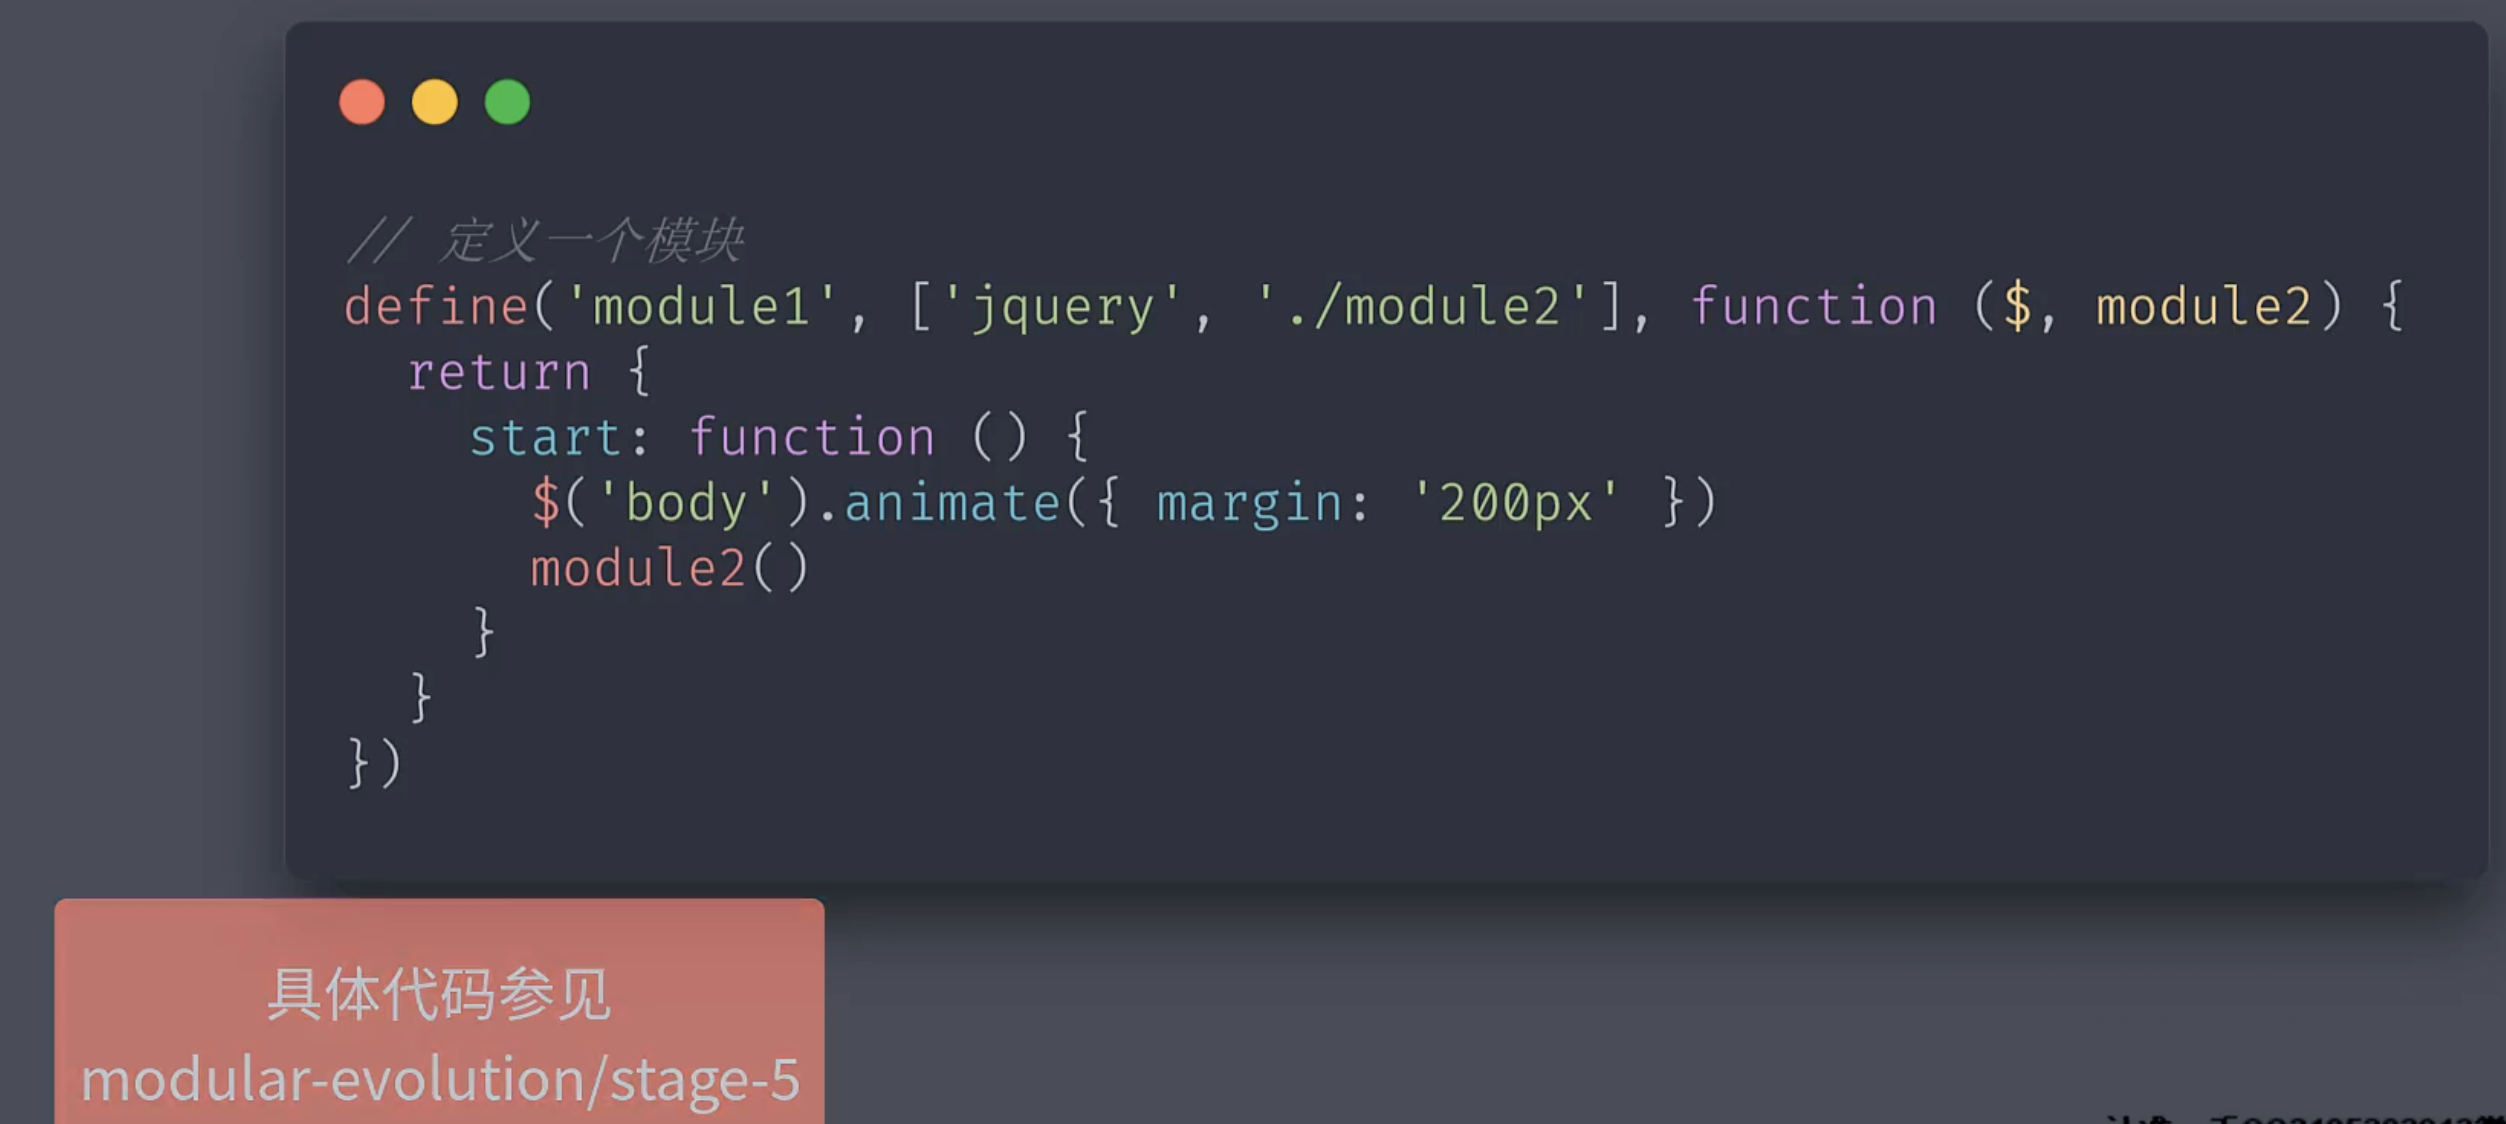 // 定义一个模块
define('module1', ['jquery', './module2'], function ($, module2) {
  return {
    start: function () {
      $('body').animate({ margin: '200px' })
      module2()
    }
  }
})
具体代码参见
modular-evolution/stage-5